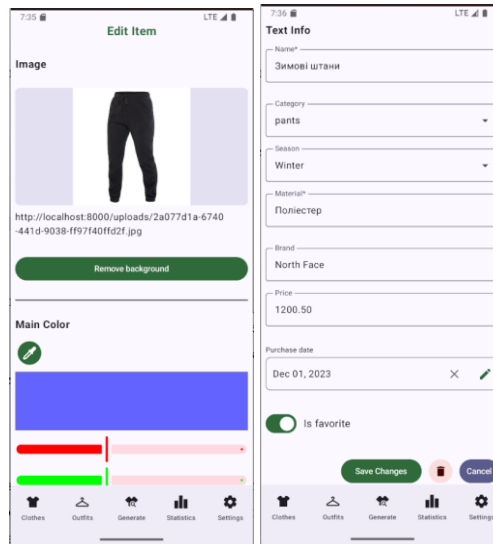 7:35
LTE
Edit Item
Image
http://localhost:8000/uploads/2a077d1a-6740
-441d-9038-ff97f40ffd2f.jpg
Remove background
Main Color
Clothes
Outfits
Generate
Statistics
Settings
7:36
LTE
Text Info
Name*
Зимові штани
Category
pants
Season
Winter
Material*
Поліестер
Brand
North Face
Price
1200.50
Purchase date
Dec 01, 2023
Is favorite
Save Changes
Cancel
Clothes
Outfits
Generate
Statistics
Settings